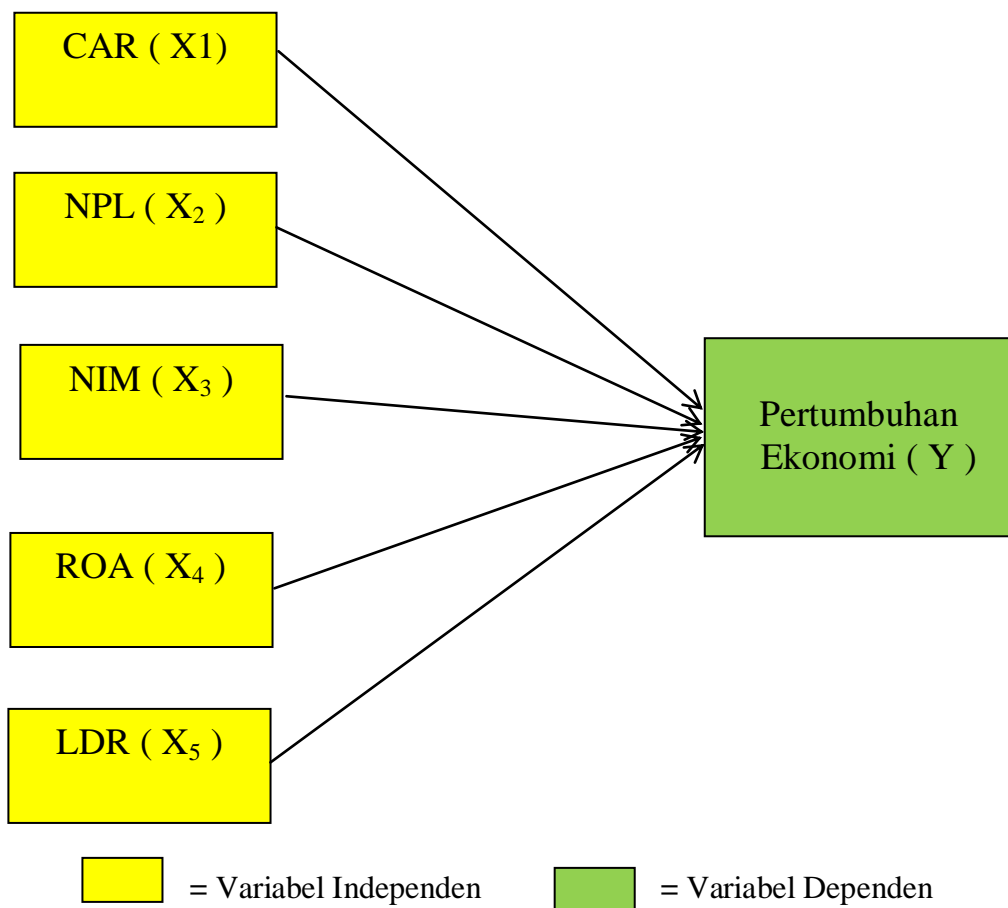 CAR ( X1)
NPL ( X₂ )
NIM ( X₃ )
ROA ( X₄ )
LDR ( X₅ )
Pertumbuhan
Ekonomi ( Y )
= Variabel Independen
= Variabel Dependen